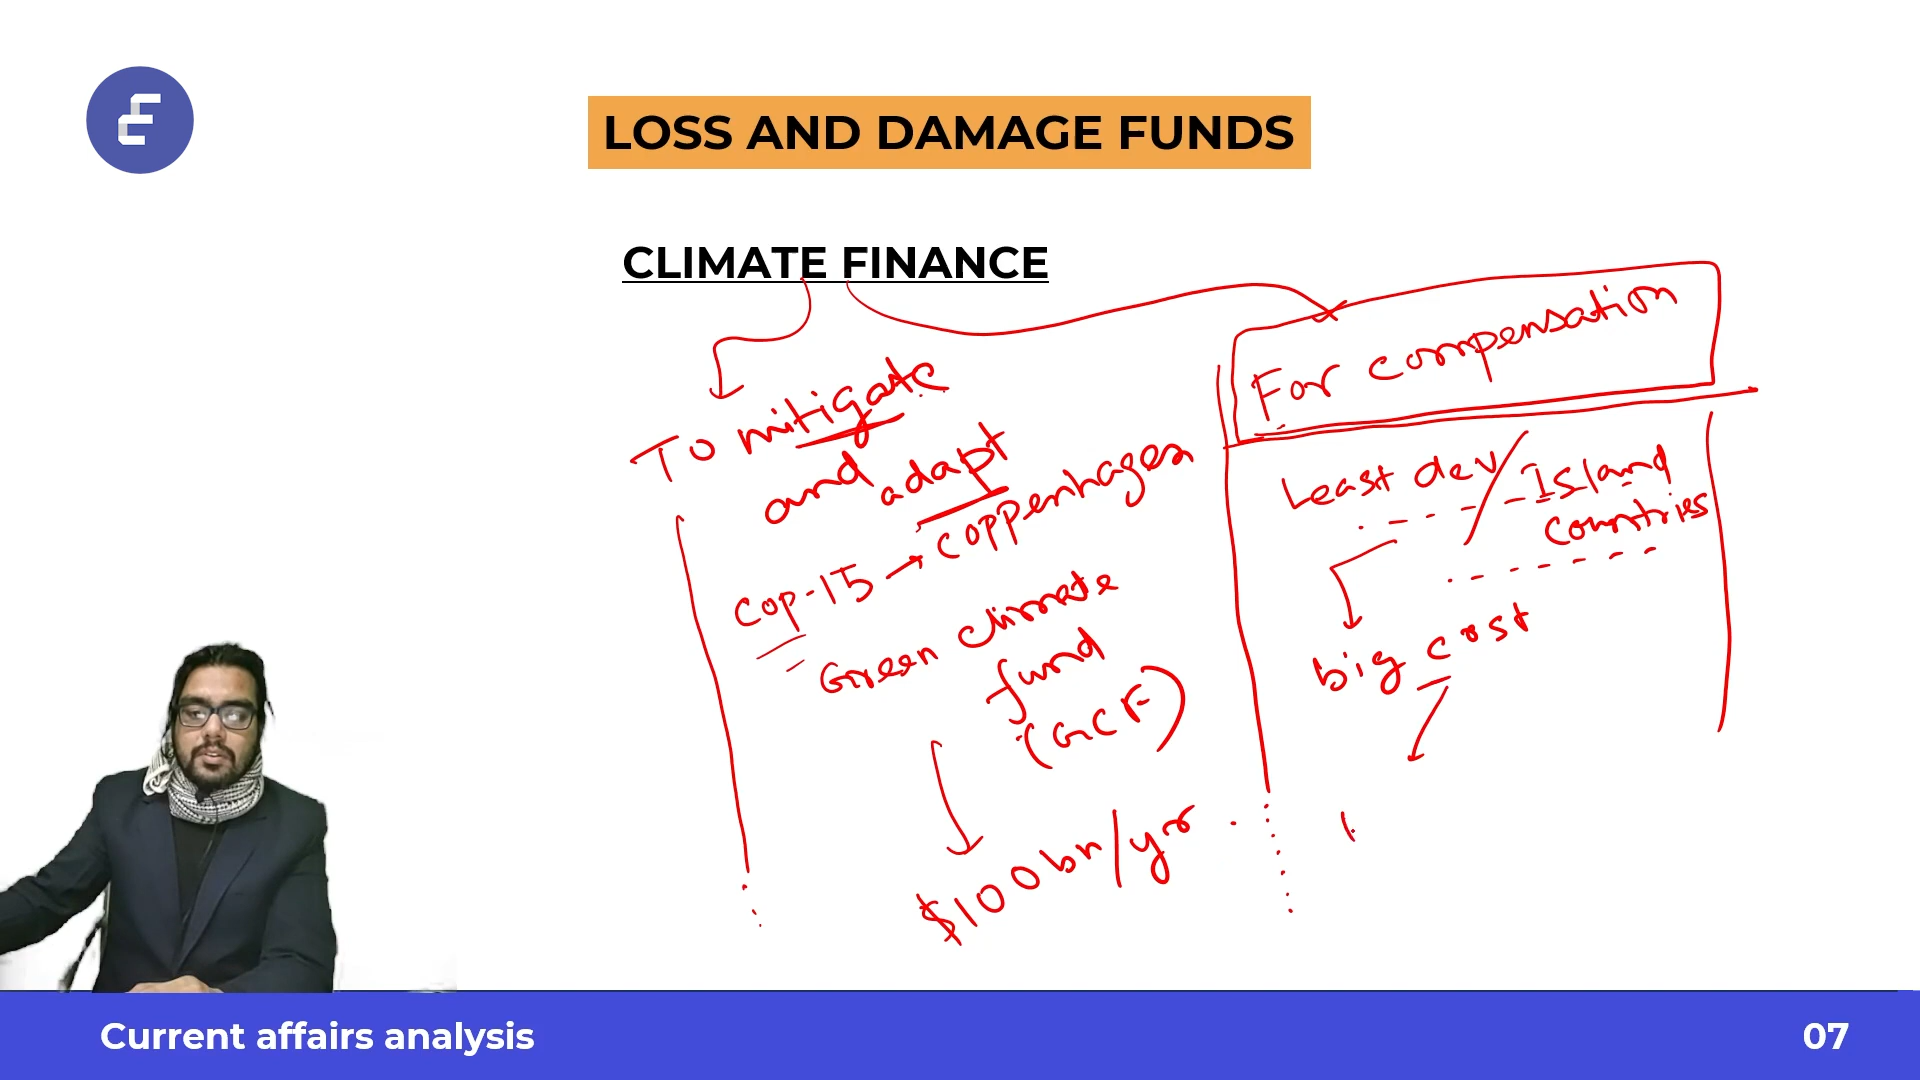 LOSS AND DAMAGE FUNDS
CLIMATE FINANCE
To mitigate
and adapt
Cop-15 → Coppenhagen
Green Climate
fund
(GCF)
$100bn/yr
For compensation
Least dev/Island
Countries
big cost
Current affairs analysis
07